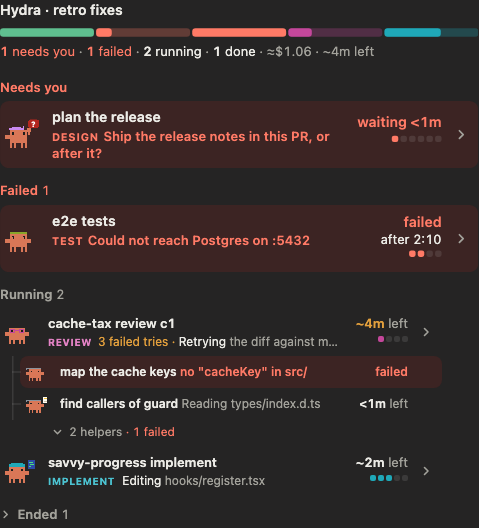 Hydra · retro fixes
1 needs you · 1 failed · 2 running · 1 done · ≈$1.06 · ~4m left
Needs you
plan the release
waiting <1m
DESIGN Ship the release notes in this PR, or
after it?
Failed 1
e2e tests
failed
TEST Could not reach Postgres on :5432
after 2:10
Running 2
cache-tax review c1
~4m left
REVIEW 3 failed tries · Retrying the diff against m…
map the cache keys no "cacheKey" in src/ failed
find callers of guard Reading types/index.d.ts <1m left
2 helpers · 1 failed
savvy-progress implement
~2m left
IMPLEMENT Editing hooks/register.tsx
Ended 1